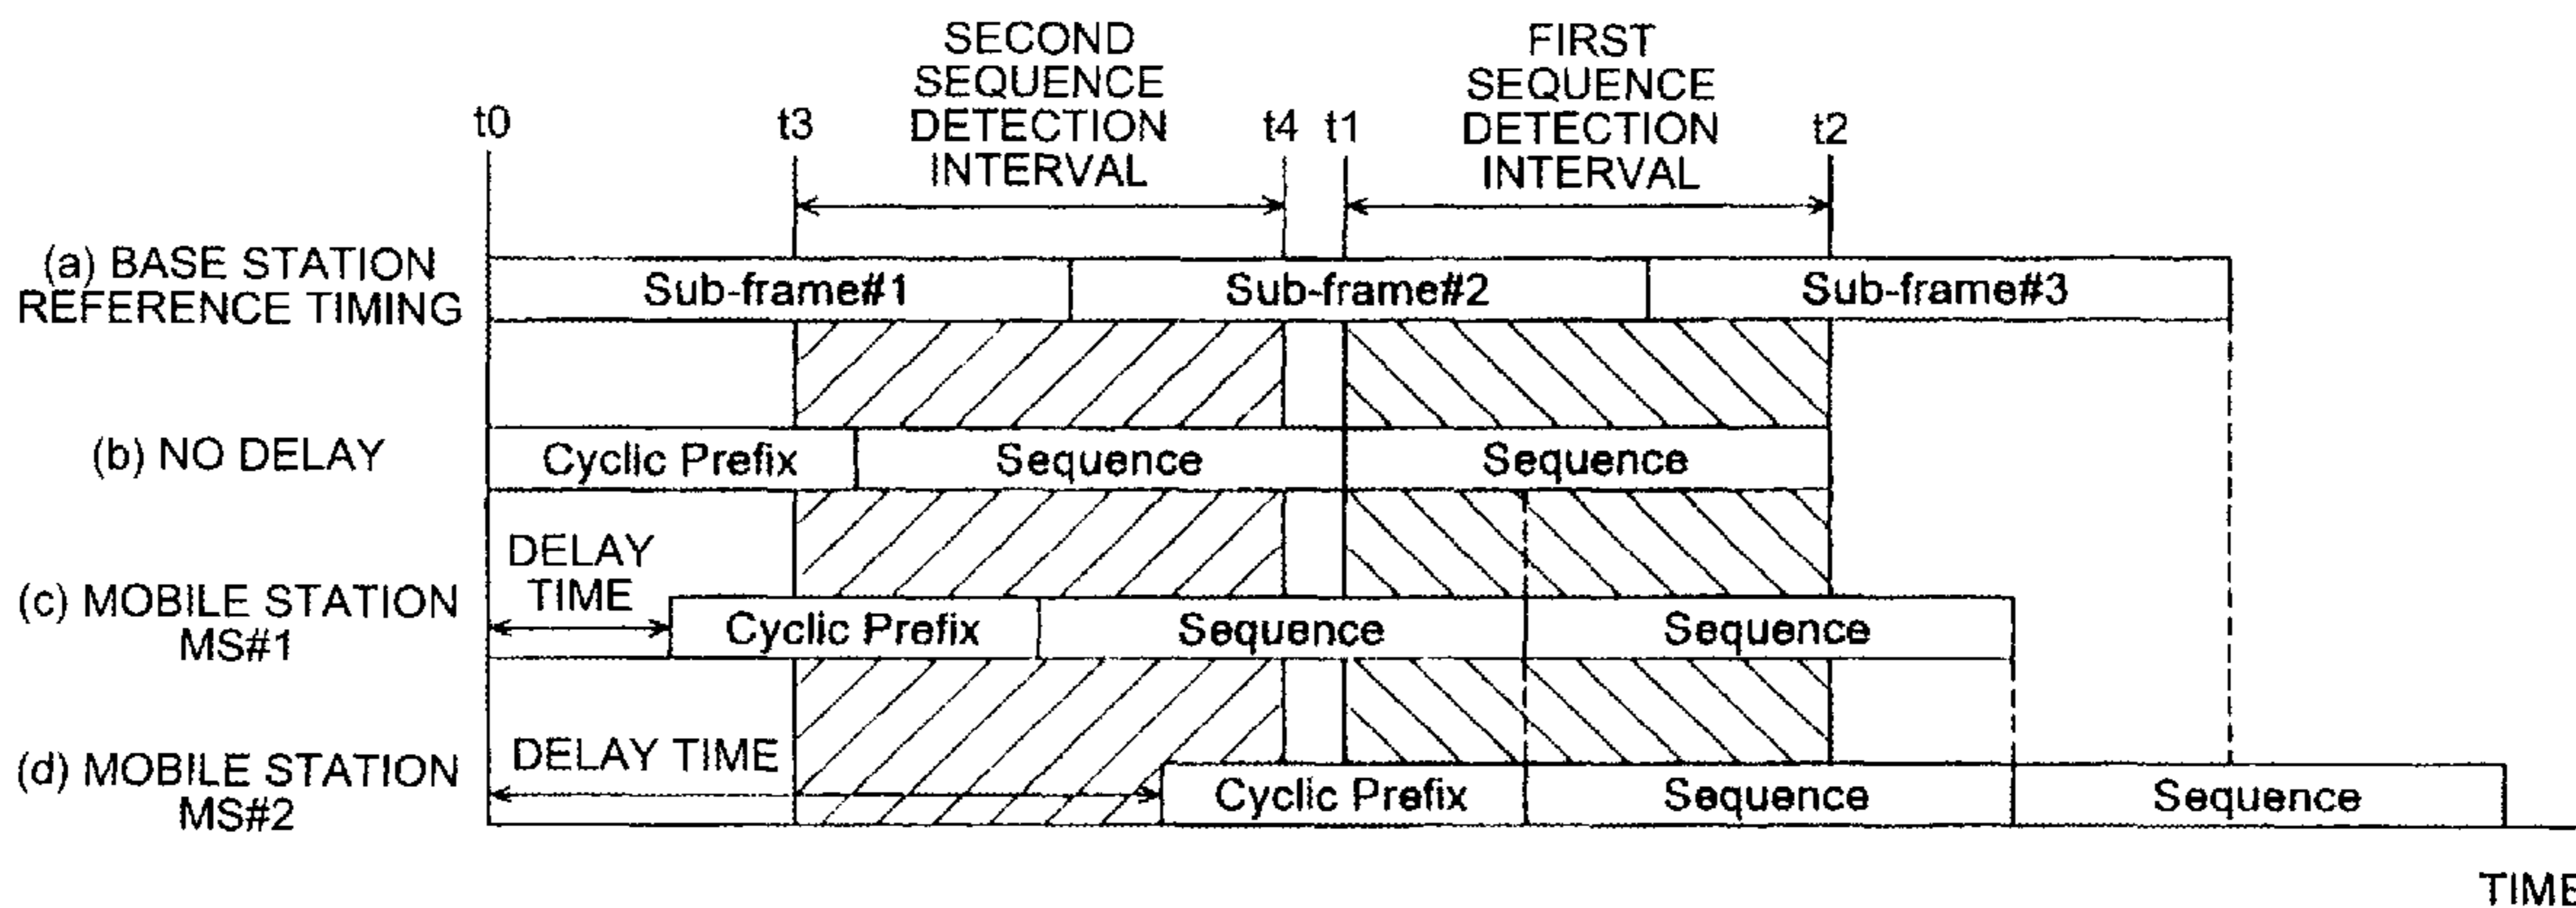 SECOND
SEQUENCE
DETECTION
INTERVAL
FIRST
SEQUENCE
DETECTION
INTERVAL
t0
t3
t4
t1
t2
(a) BASE STATION
REFERENCE TIMING
Sub-frame#1
Sub-frame#2
Sub-frame#3
(b) NO DELAY
Cyclic Prefix
Sequence
Sequence
DELAY
TIME
(c) MOBILE STATION
MS#1
Cyclic Prefix
Sequence
Sequence
DELAY TIME
(d) MOBILE STATION
MS#2
Cyclic Prefix
Sequence
Sequence
TIME